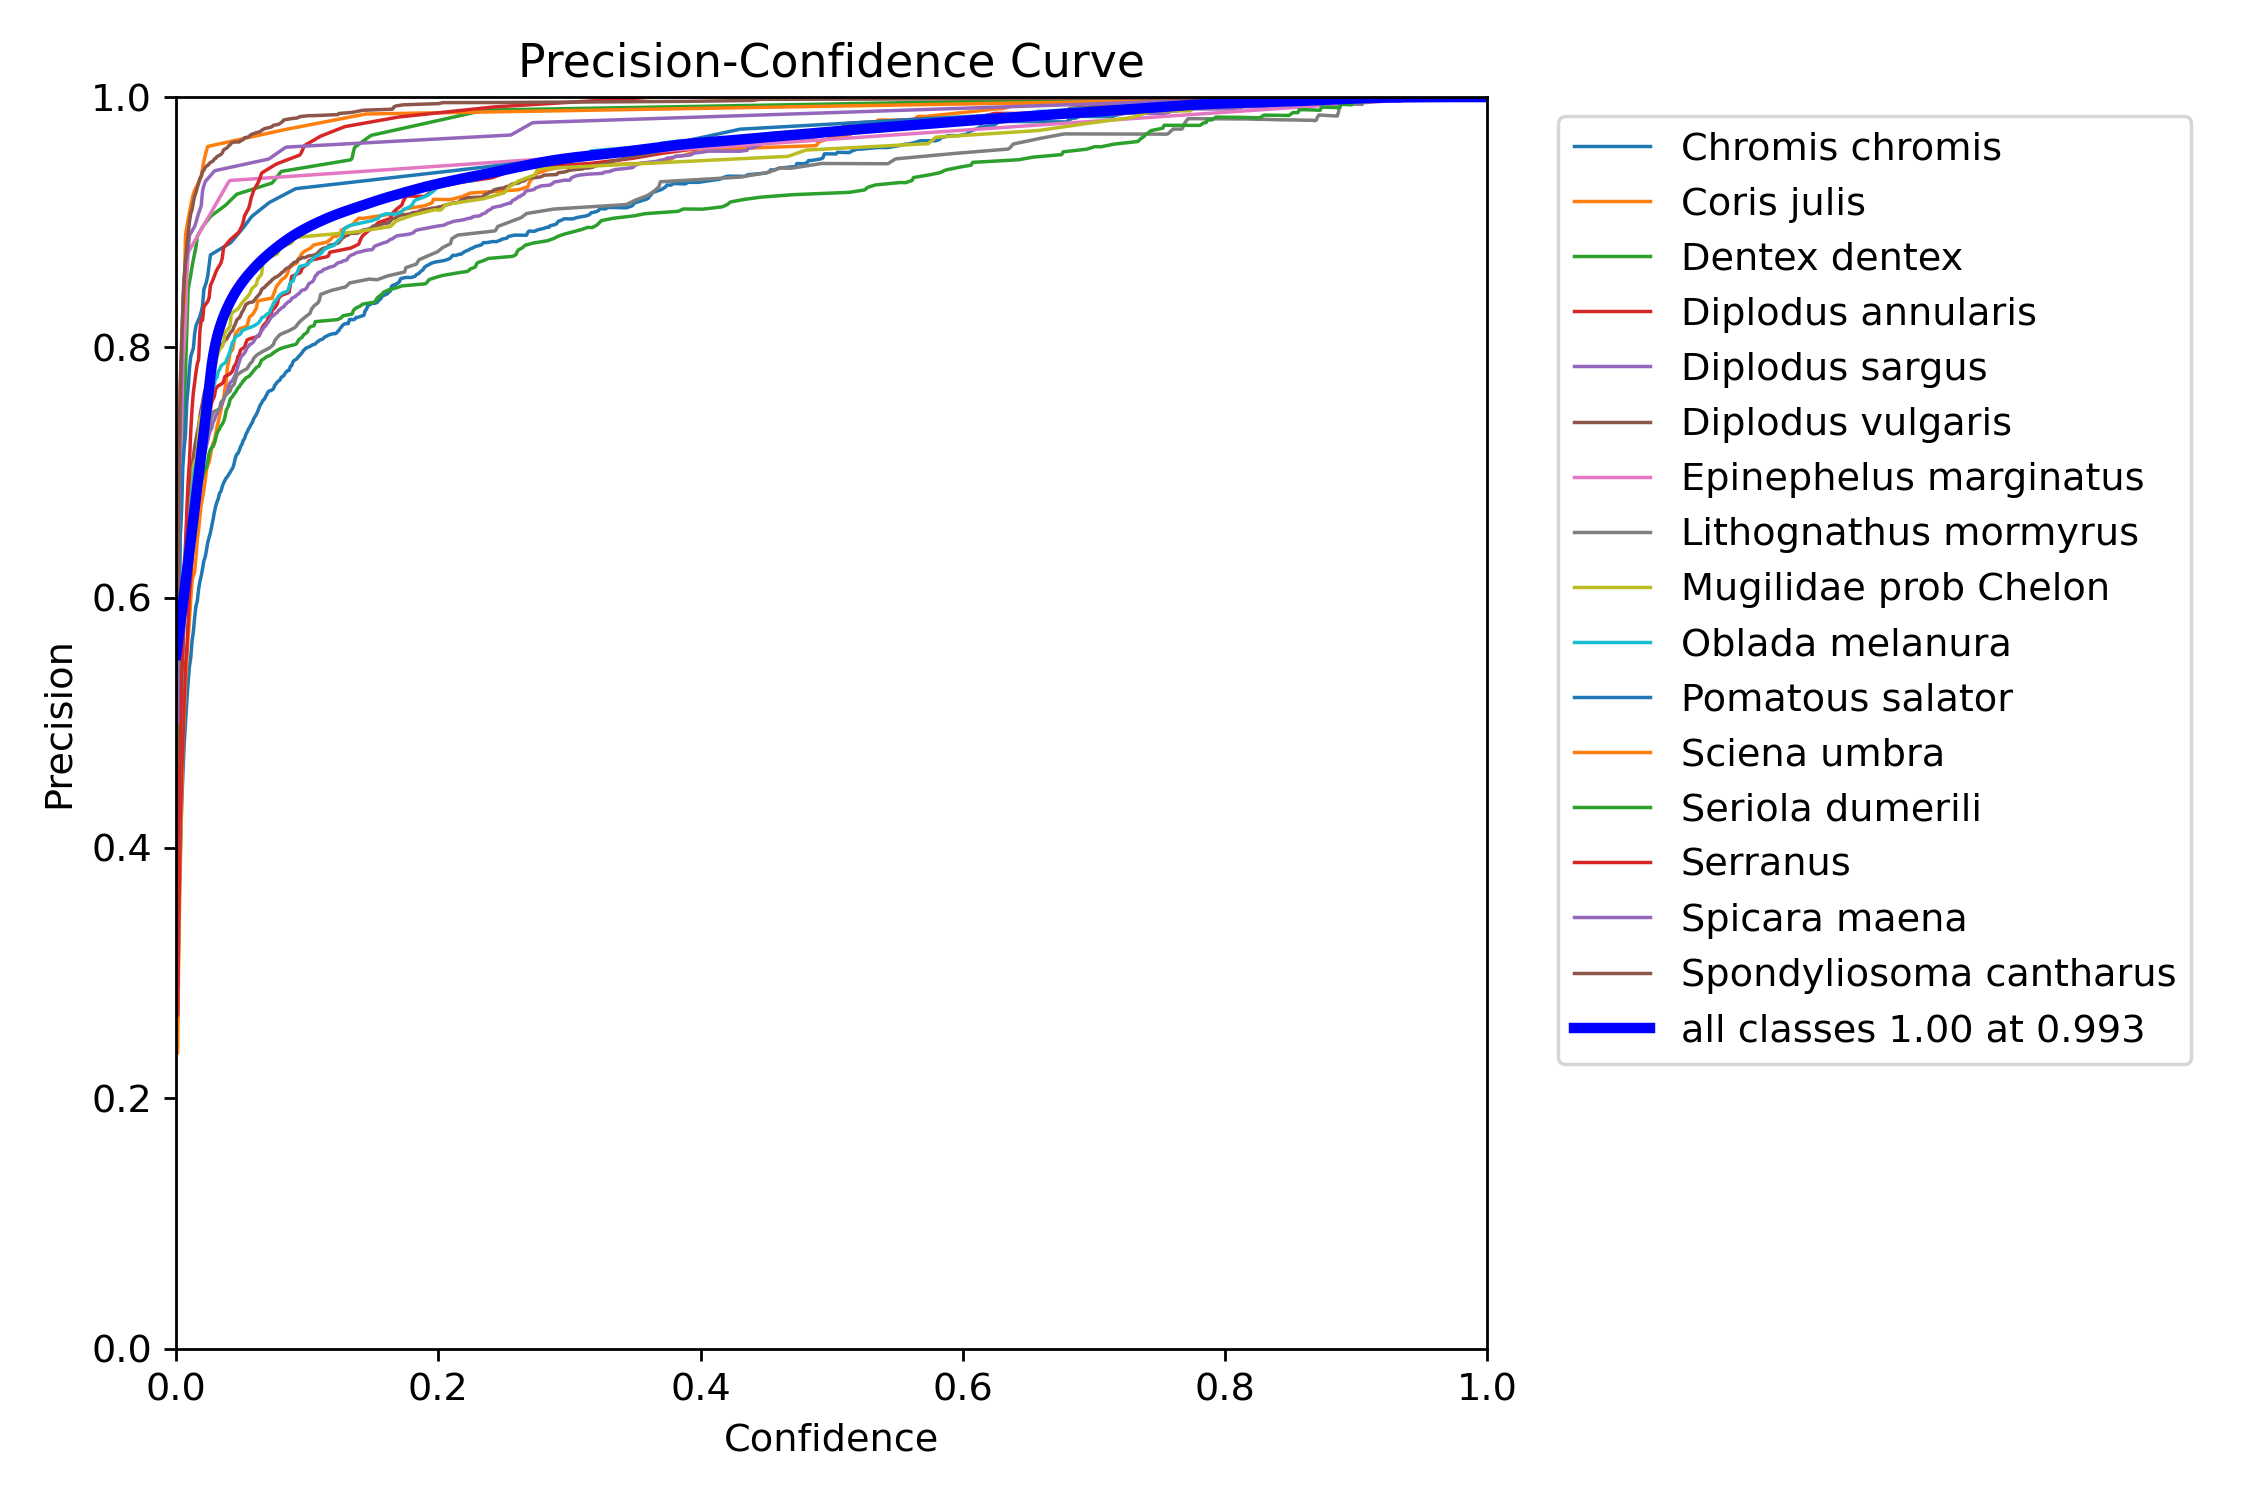 Precision-Confidence Curve
1.0
0.8
0.6
0.4
0.2
0.0
Precision
0.0 0.2 0.4 0.6 0.8 1.0
Confidence
Chromis chromis
Coris julis
Dentex dentex
Diplodus annularis
Diplodus sargus
Diplodus vulgaris
Epinephelus marginatus
Lithognathus mormyrus
Mugilidae prob Chelon
Oblada melanura
Pomatous salator
Sciena umbra
Seriola dumerili
Serranus
Spicara maena
Spondyliosoma cantharus
all classes 1.00 at 0.993